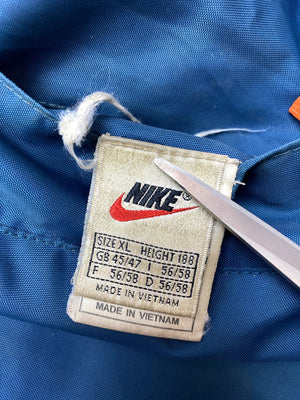 NIKE®
SIZE XL HEIGHT 188
GB 45/47 I 56/58
F 56/58 D 56/58
MADE IN VIETNAM
MADE IN VIETNAM